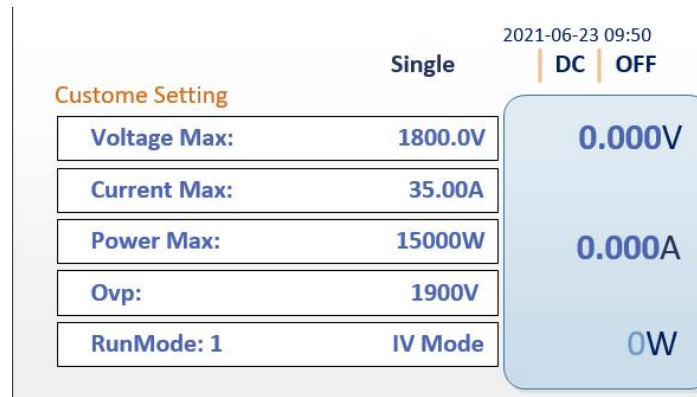 2021-06-23 09:50
Single DC OFF
Custome Setting
Voltage Max: 1800.0V 0.000V
Current Max: 35.00A
Power Max: 15000W 0.000A
Ovp: 1900V
RunMode: 1 IV Mode 0W